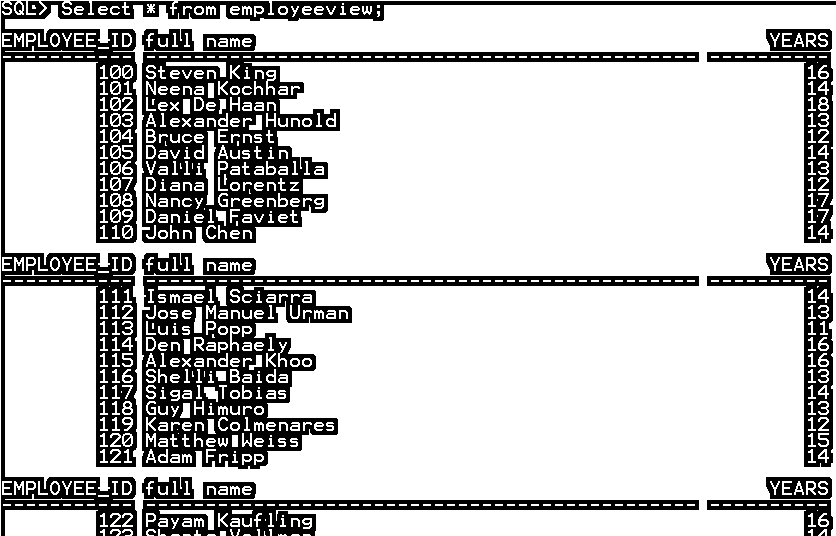 SQL> Select * from employeeview;
EMPLOYEE_ID full name YEARS
----------- ---------------------------------------------- ----------
100 Steven King 16
101 Neena Kochhar 14
102 Lex De Haan 18
103 Alexander Hunold 13
104 Bruce Ernst 12
105 David Austin 14
106 Valli Pataballa 13
107 Diana Lorentz 12
108 Nancy Greenberg 17
109 Daniel Faviet 17
110 John Chen 14
EMPLOYEE_ID full name YEARS
----------- ---------------------------------------------- ----------
111 Ismael Sciarra 14
112 Jose Manuel Urman 13
113 Luis Popp 11
114 Den Raphaely 16
115 Alexander Khoo 16
116 Shelli Baida 13
117 Sigal Tobias 14
118 Guy Himuro 13
119 Karen Colmenares 12
120 Matthew Weiss 15
121 Adam Fripp 14
EMPLOYEE_ID full name YEARS
----------- ---------------------------------------------- ----------
122 Payam Kaufling 16